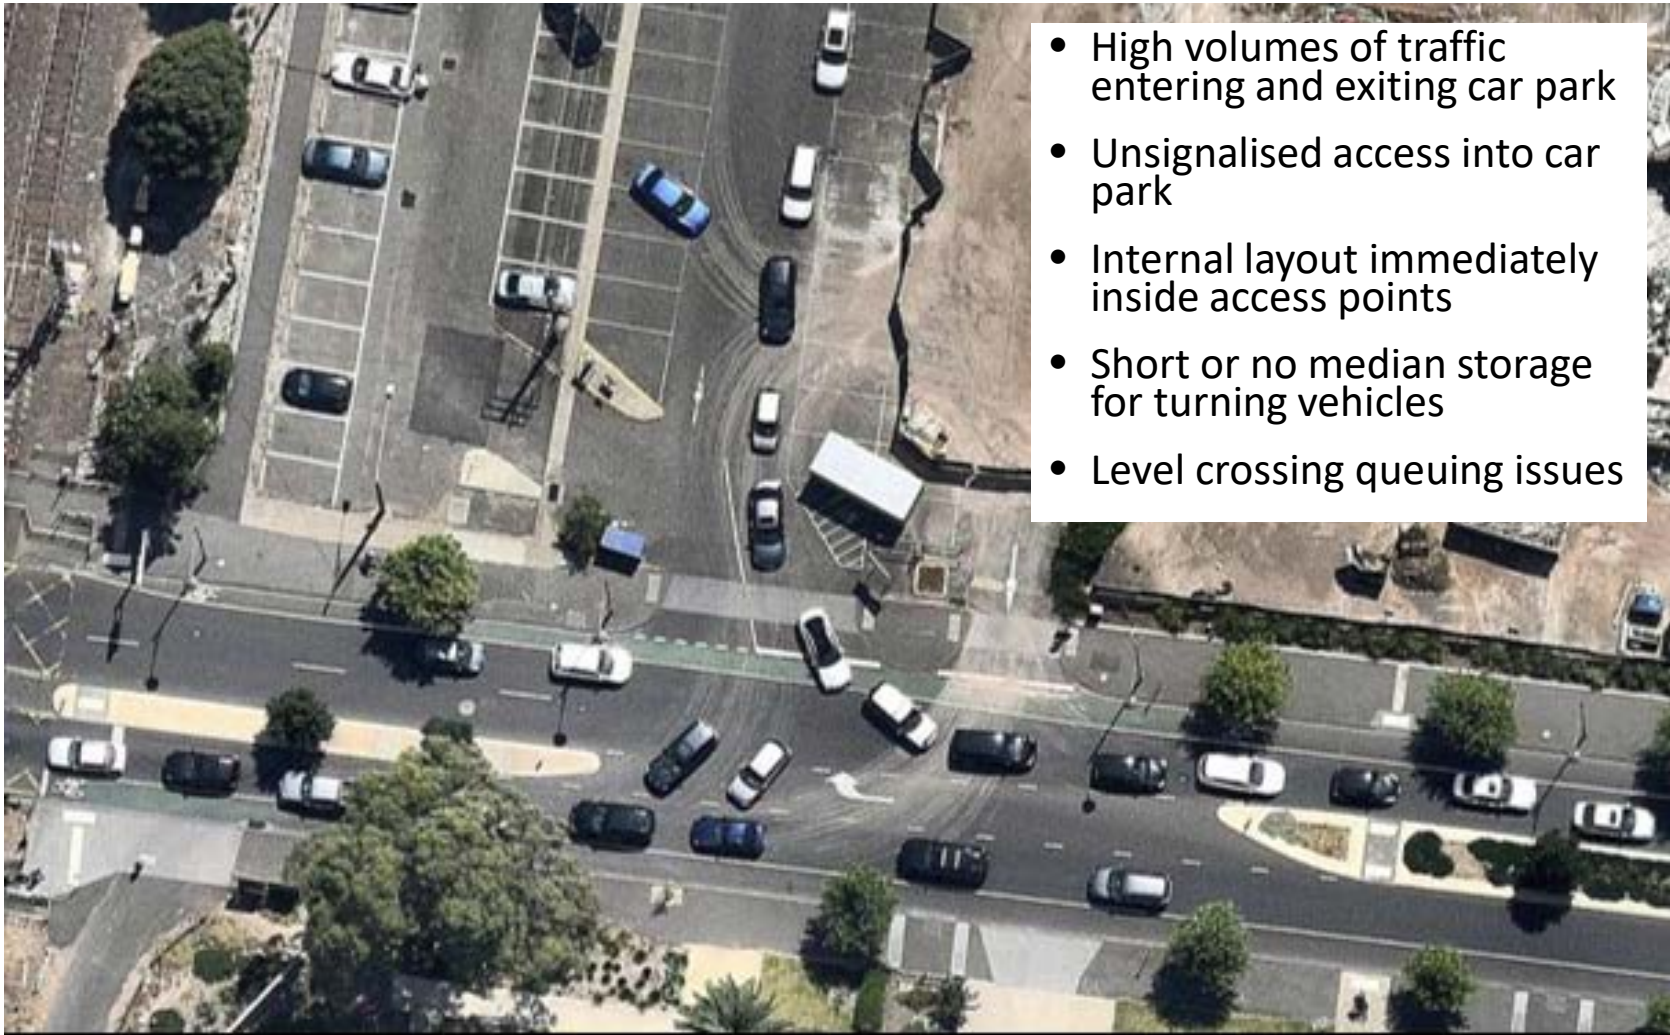 • High volumes of traffic
entering and exiting car park
• Unsignalised access into car
park
• Internal layout immediately
inside access points
• Short or no median storage
for turning vehicles
• Level crossing queuing issues